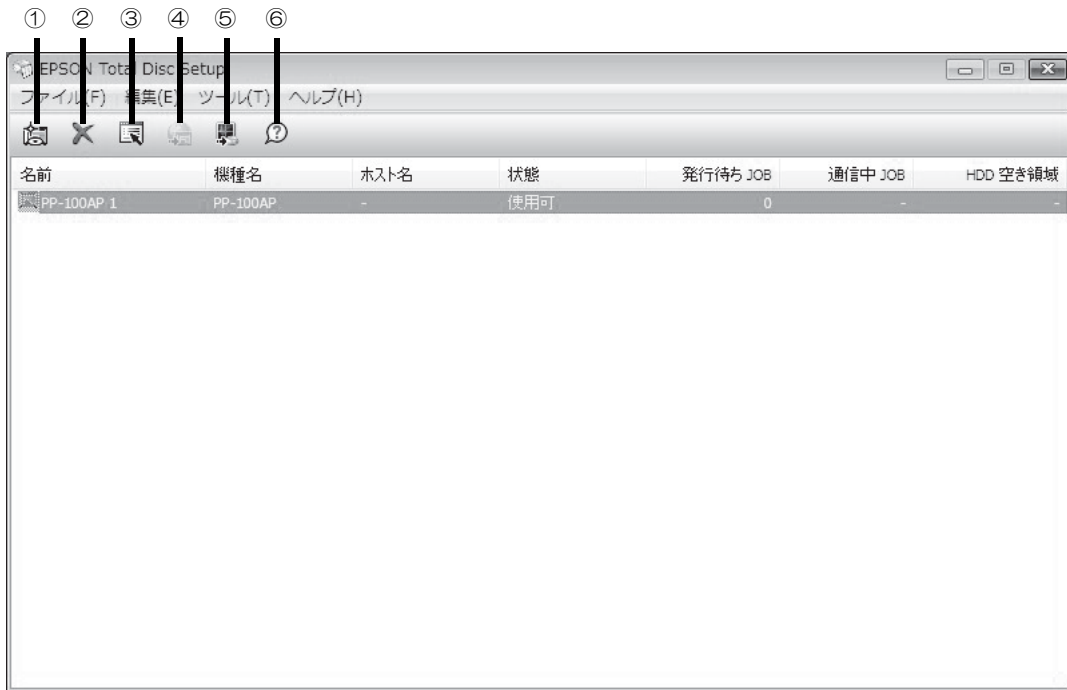 ① ② ③ ④ ⑤ ⑥
EPSON Total Disc Setup
ファイル(F) 編集(E) ツール(T) ヘルプ(H)
名前 機種名 ホスト名 状態 発行待ち JOB 通信中 JOB HDD 空き領域
PP-100AP 1 PP-100AP - 使用可 0 - -